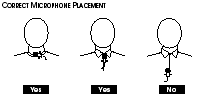 CORRECT MICROPHONE PLACEMENT
Yes Yes No